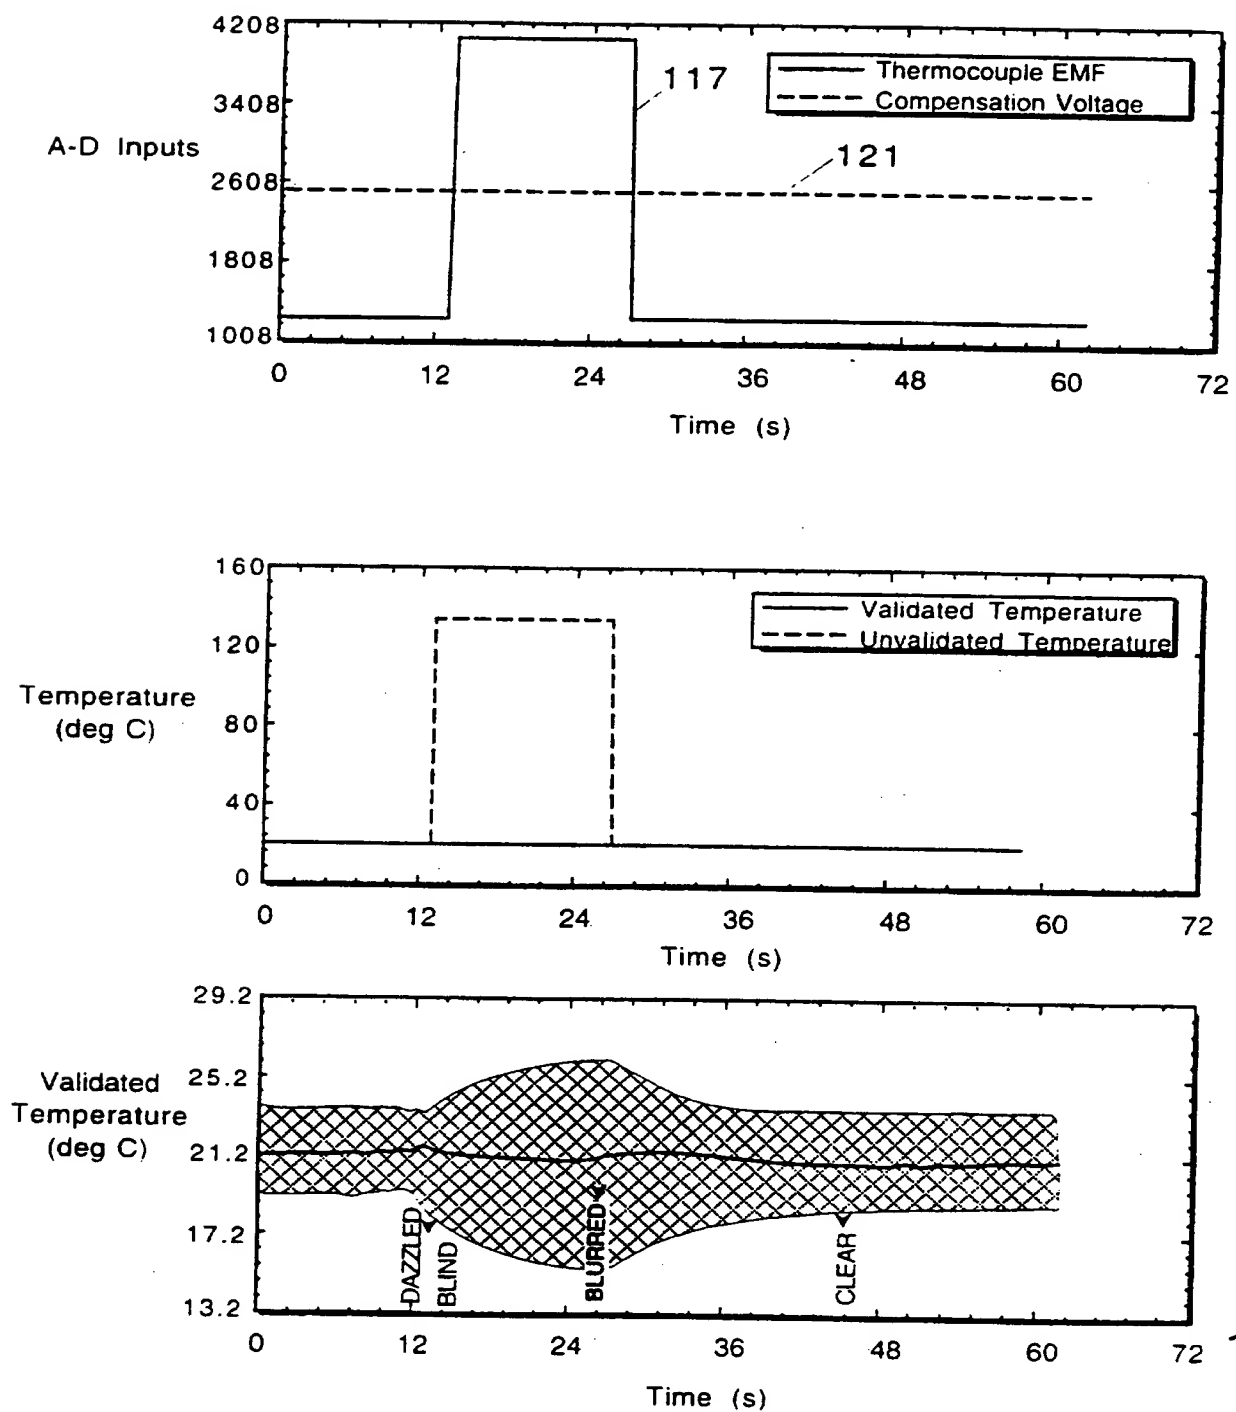 4208
3408
2608
1808
1008
A-D Inputs
117
121
Thermocouple EMF
Compensation Voltage
0 12 24 36 48 60 72
Time (s)
160
120
80
40
0
Temperature
(deg C)
Validated Temperature
Unvalidated Temperature
0 12 24 36 48 60 72
Time (s)
29.2
25.2
21.2
17.2
13.2
Validated
Temperature
(deg C)
DAZZLED
BLIND
BLURRED
CLEAR
0 12 24 36 48 60 72
Time (s)